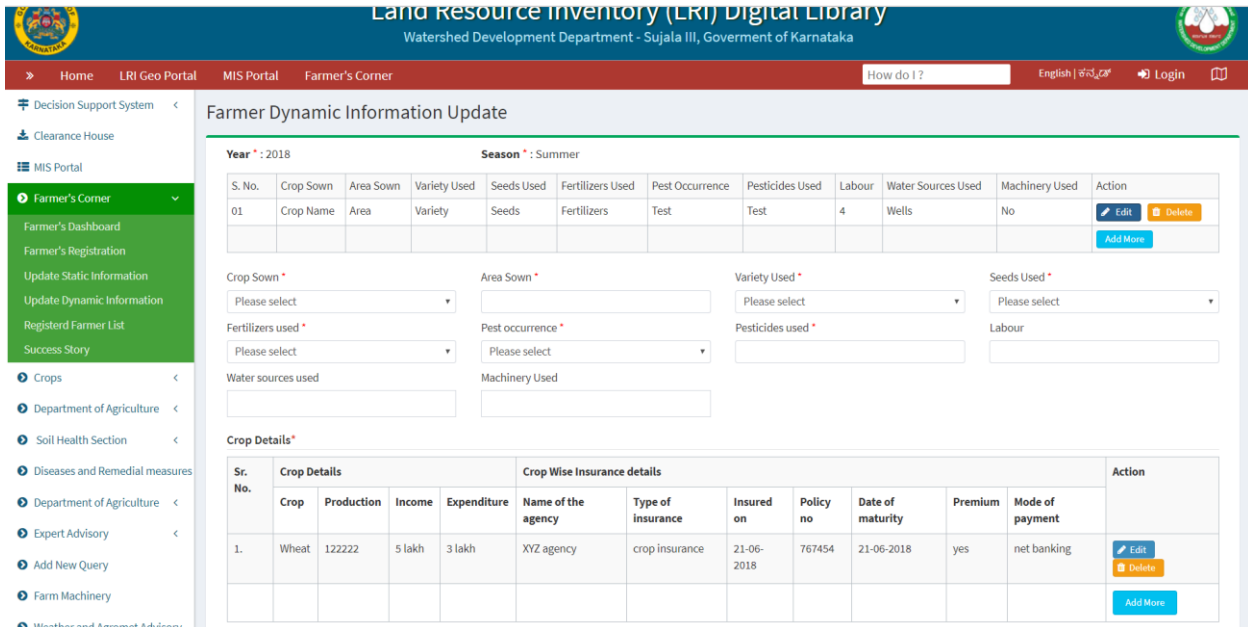 Land Resource Inventory (LRI) Digital Library
Watershed Development Department - Sujala III, Goverment of Karnataka
KARNATAKA
» Home LRI Geo Portal MIS Portal Farmer's Corner How do I ? English | ಕನ್ನಡ Login
Decision Support System <
Clearance House
MIS Portal
Farmer's Corner
Farmer's Dashboard
Farmer's Registration
Update Static Information
Update Dynamic Information
Registerd Farmer List
Success Story
Crops <
Department of Agriculture <
Soil Health Section <
Diseases and Remedial measures
Department of Agriculture <
Expert Advisory <
Add New Query
Farm Machinery
Weather and Agromet Advisory
Farmer Dynamic Information Update
Year * : 2018 Season * : Summer
S. No. Crop Sown Area Sown Variety Used Seeds Used Fertilizers Used Pest Occurrence Pesticides Used Labour Water Sources Used Machinery Used Action
01 Crop Name Area Variety Seeds Fertilizers Test Test 4 Wells No Edit Delete
Add More
Crop Sown * Area Sown * Variety Used * Seeds Used *
Please select Please select Please select
Fertilizers used * Pest occurrence * Pesticides used * Labour
Please select Please select
Water sources used Machinery Used
Crop Details*
Sr. No. Crop Details Crop Wise Insurance details Action
Crop Production Income Expenditure Name of the agency Type of insurance Insured on Policy no Date of maturity Premium Mode of payment
1. Wheat 122222 5 lakh 3 lakh XYZ agency crop insurance 21-06-2018 767454 21-06-2018 yes net banking Edit
Delete
Add More